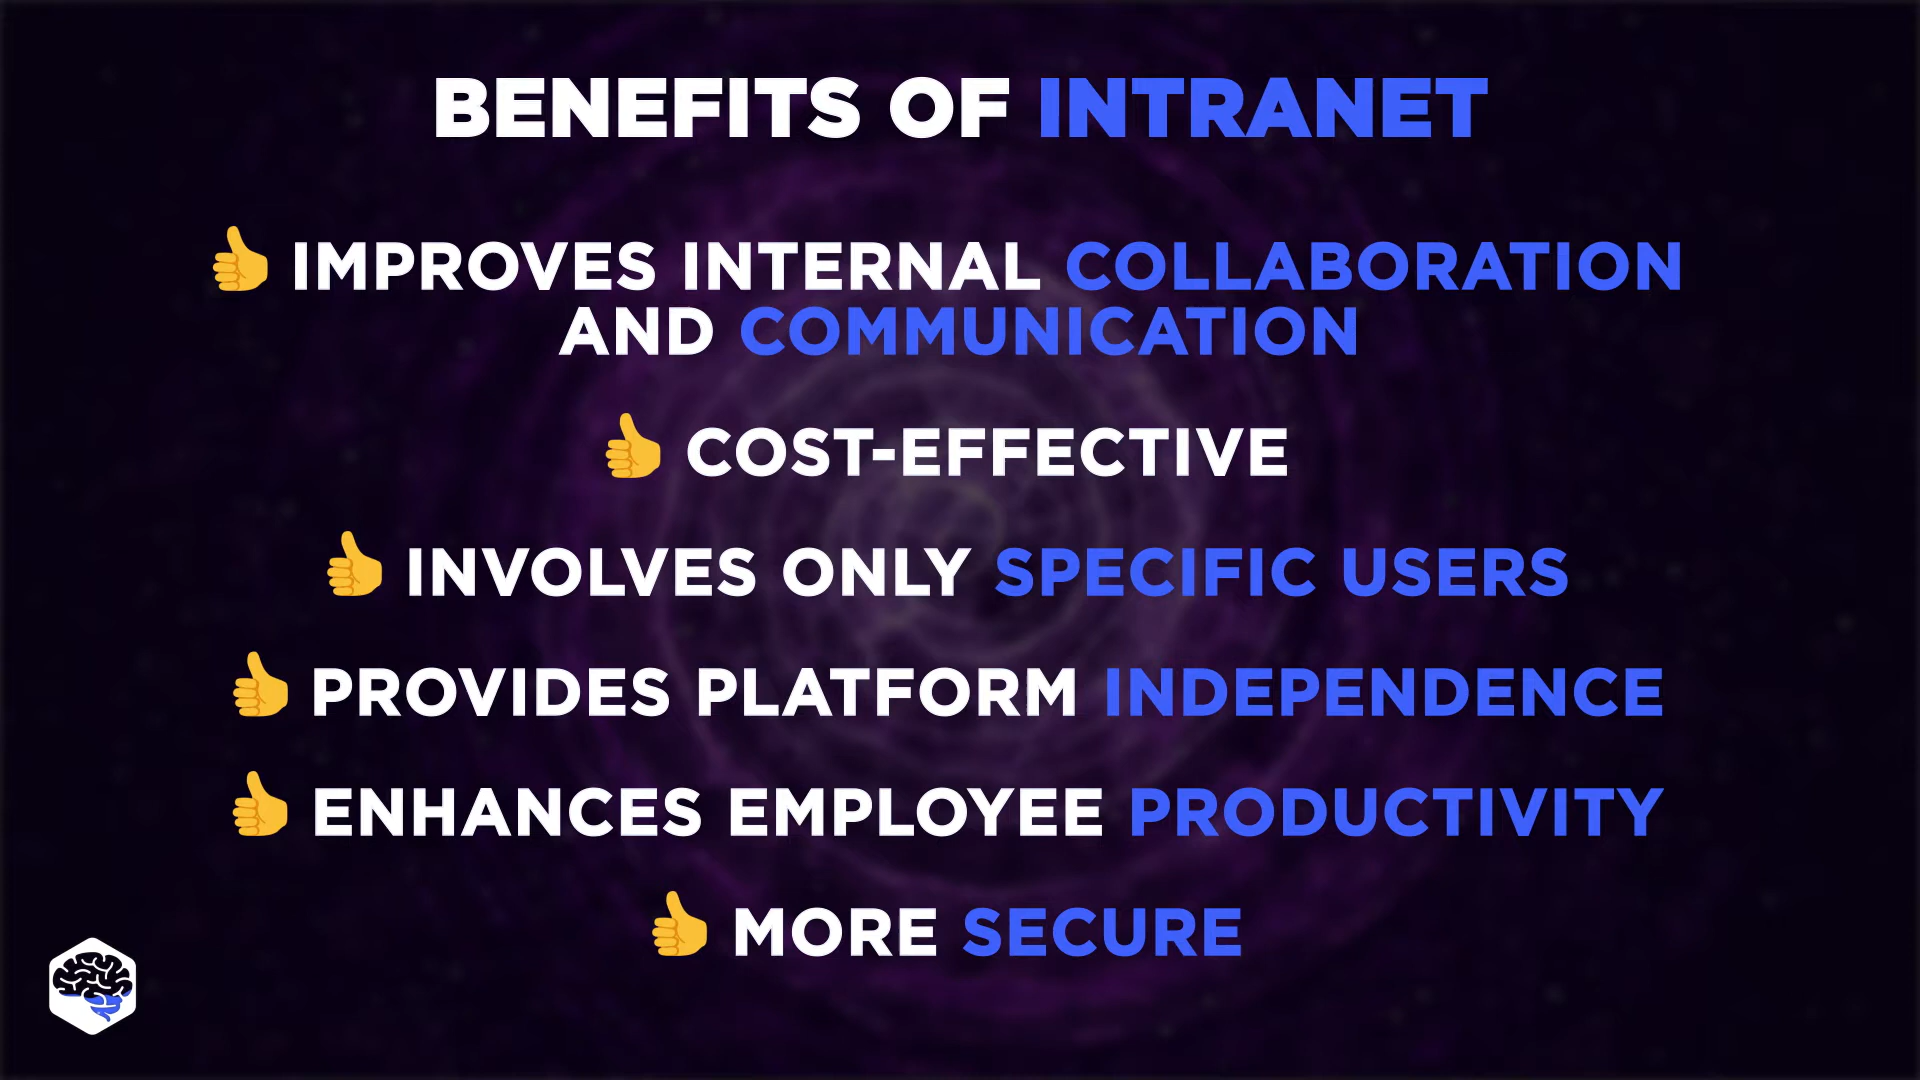 BENEFITS OF INTRANET
👍 IMPROVES INTERNAL COLLABORATION
AND COMMUNICATION
👍 COST-EFFECTIVE
👍 INVOLVES ONLY SPECIFIC USERS
👍 PROVIDES PLATFORM INDEPENDENCE
👍 ENHANCES EMPLOYEE PRODUCTIVITY
👍 MORE SECURE